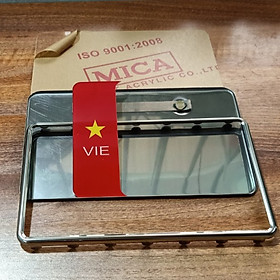 ISO 9001:2008
MICA
ACRYLIC CO.,LTD
VIE